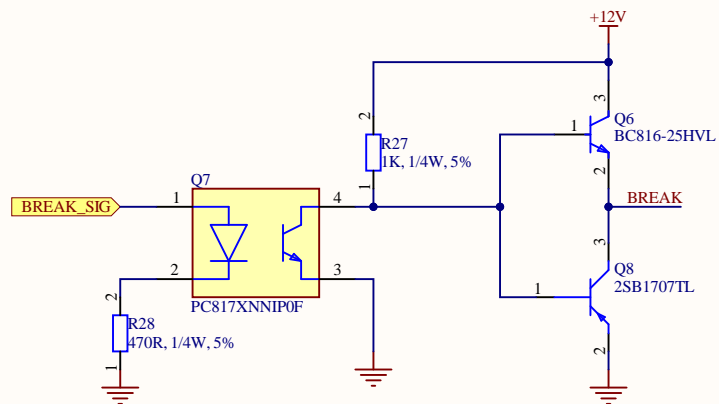 +12V
3
Q6
1
BC816-25HVL
2
2
R27
1K, 1/4W, 5%
1
Q7
BREAK_SIG
1
4
BREAK
2
3
3
Q8
1
2SB1707TL
2
PC817XNNIP0F
2
R28
470R, 1/4W, 5%
1